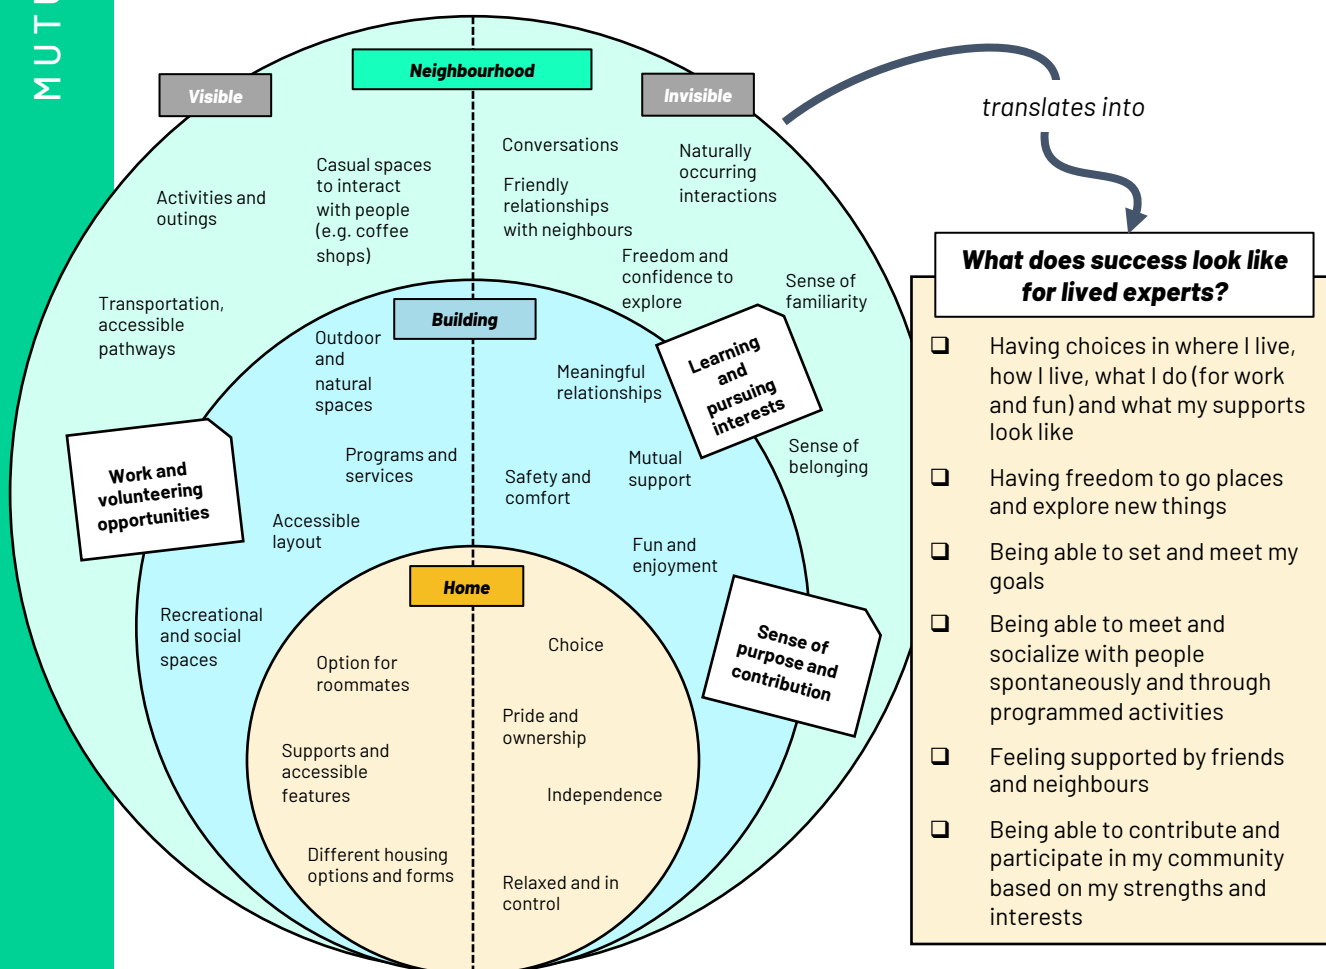 MUTU
Visible
Neighbourhood
Invisible
Activities and
outings
Casual spaces
to interact
with people
(e.g. coffee
shops)
Transportation,
accessible
pathways
Conversations
Friendly
relationships
with neighbours
Naturally
occurring
interactions
Freedom and
confidence to
explore
Sense of
familiarity
Sense of
belonging
Learning
and
pursuing
interests
Work and
volunteering
opportunities
Sense of
purpose and
contribution
Building
Outdoor
and
natural
spaces
Programs and
services
Accessible
layout
Recreational
and social
spaces
Meaningful
relationships
Safety and
comfort
Mutual
support
Fun and
enjoyment
Home
Option for
roommates
Supports and
accessible
features
Different housing
options and forms
Choice
Pride and
ownership
Independence
Relaxed and in
control
translates into
What does success look like
for lived experts?
Having choices in where I live,
how I live, what I do (for work
and fun) and what my supports
look like
Having freedom to go places
and explore new things
Being able to set and meet my
goals
Being able to meet and
socialize with people
spontaneously and through
programmed activities
Feeling supported by friends
and neighbours
Being able to contribute and
participate in my community
based on my strengths and
interests